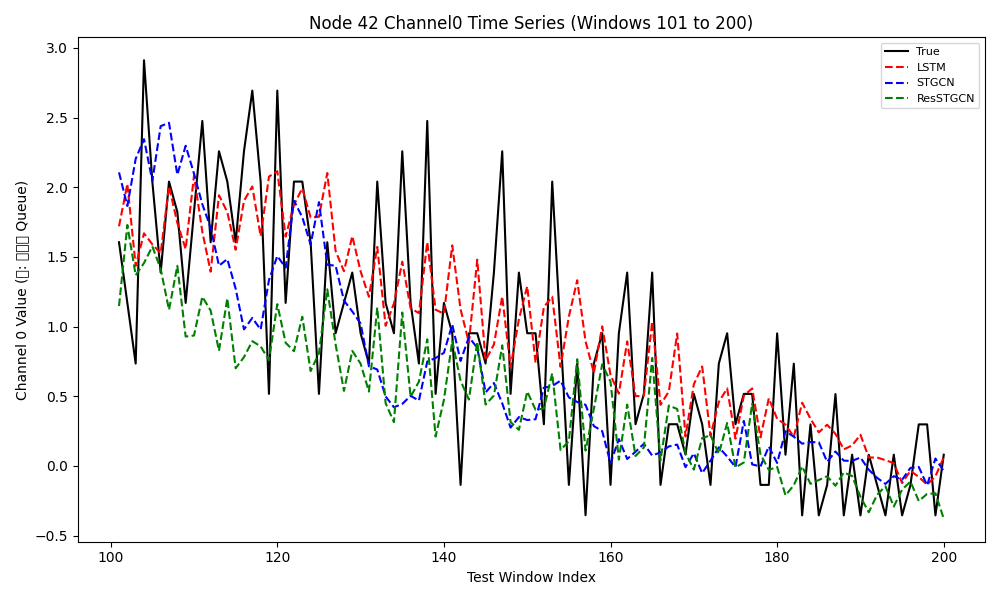 Node 42 Channel0 Time Series (Windows 101 to 200)
True
LSTM
STGCN
ResSTGCN
Channel 0 Value (: Queue)
3.0
2.5
2.0
1.5
1.0
0.5
0.0
−0.5
100
120
140
160
180
200
Test Window Index